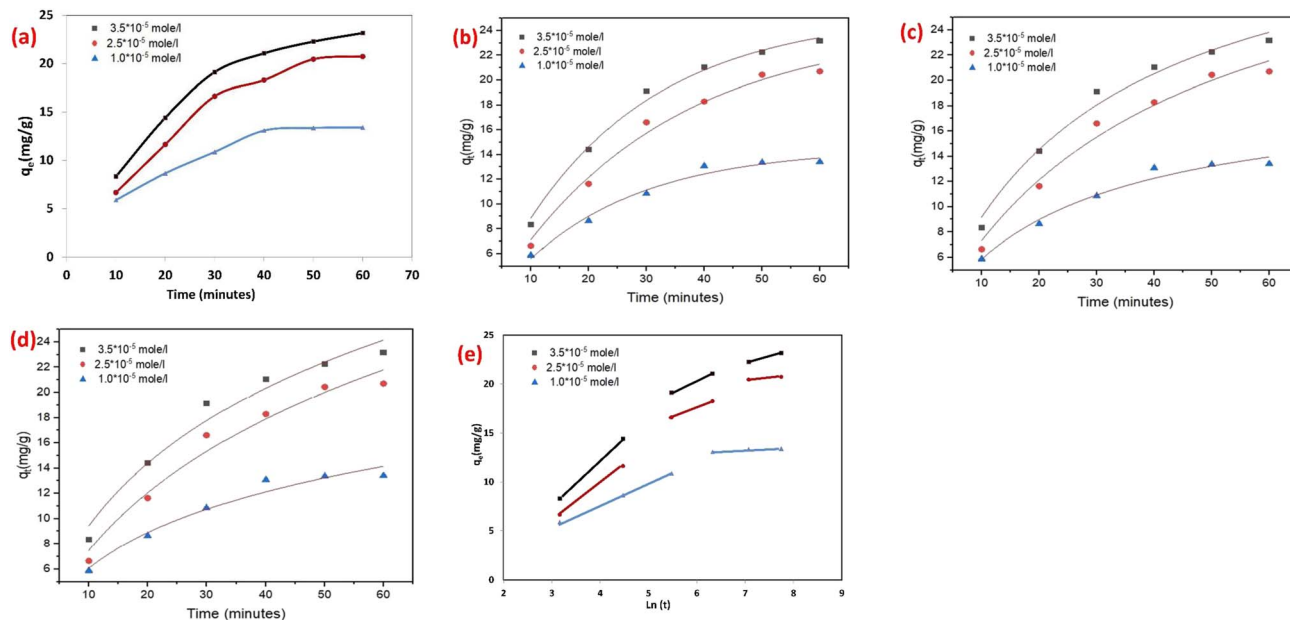 (a)
3.5*10⁻⁵ mole/l
2.5*10⁻⁵ mole/l
1.0*10⁻⁵ mole/l
25
20
15
10
5
0
qₑ(mg/g)
0 10 20 30 40 50 60 70
Time (minutes)
(b)
3.5*10⁻⁵ mole/l
2.5*10⁻⁵ mole/l
1.0*10⁻⁵ mole/l
24
22
20
18
16
14
12
10
8
6
qₜ(mg/g)
10 20 30 40 50 60
Time (minutes)
(c)
3.5*10⁻⁵ mole/l
2.5*10⁻⁵ mole/l
1.0*10⁻⁵ mole/l
24
22
20
18
16
14
12
10
8
6
qₜ(mg/g)
10 20 30 40 50 60
Time (minutes)
(d)
3.5*10⁻⁵ mole/l
2.5*10⁻⁵ mole/l
1.0*10⁻⁵ mole/l
24
22
20
18
16
14
12
10
8
6
qₜ(mg/g)
10 20 30 40 50 60
Time (minutes)
(e)
3.5*10⁻⁵ mole/l
2.5*10⁻⁵ mole/l
1.0*10⁻⁵ mole/l
25
20
15
10
5
0
qₑ(mg/g)
2 3 4 5 6 7 8 9
Ln (t)